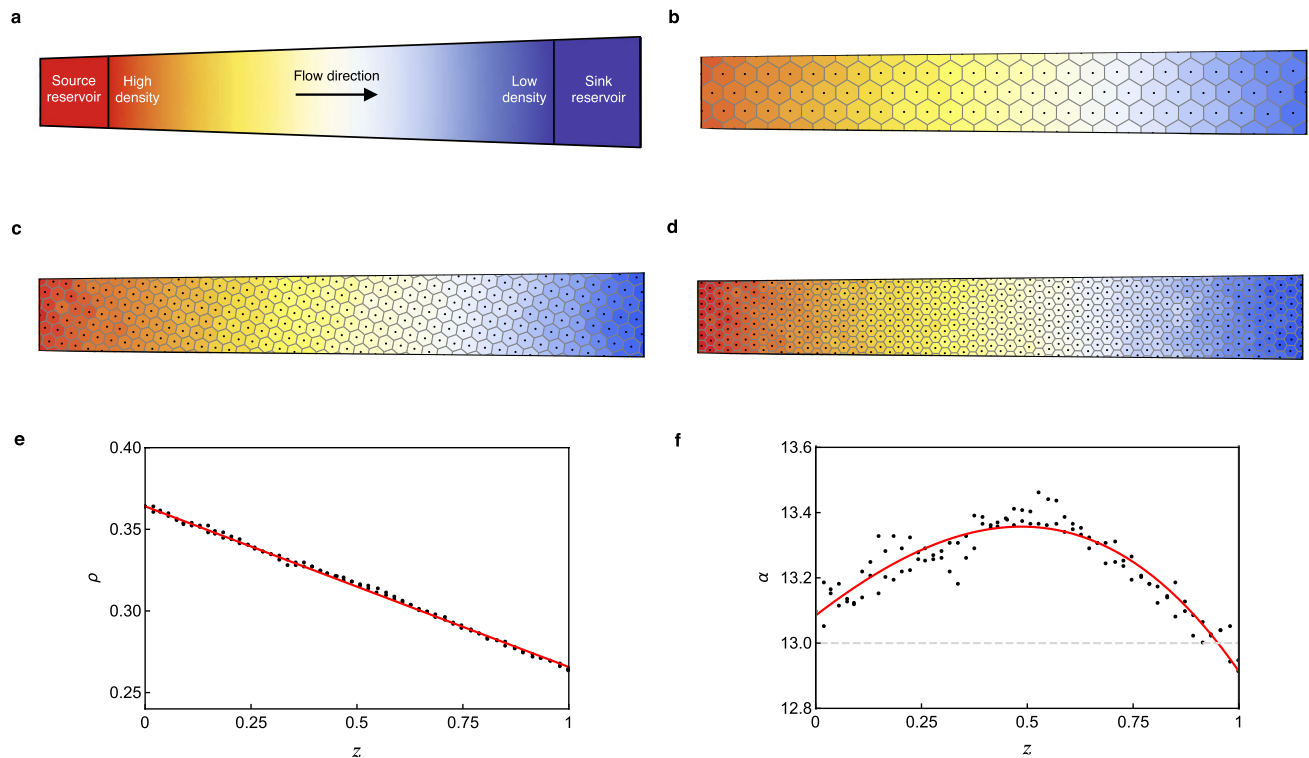 a
Source
reservoir
High
density
Flow direction
Low
density
Sink
reservoir
b
c
d
e
0.40
0.35
0.30
0.25
ρ
0
0.25
0.5
0.75
1
z
f
13.6
13.4
13.2
13.0
12.8
α
0
0.25
0.5
0.75
1
z